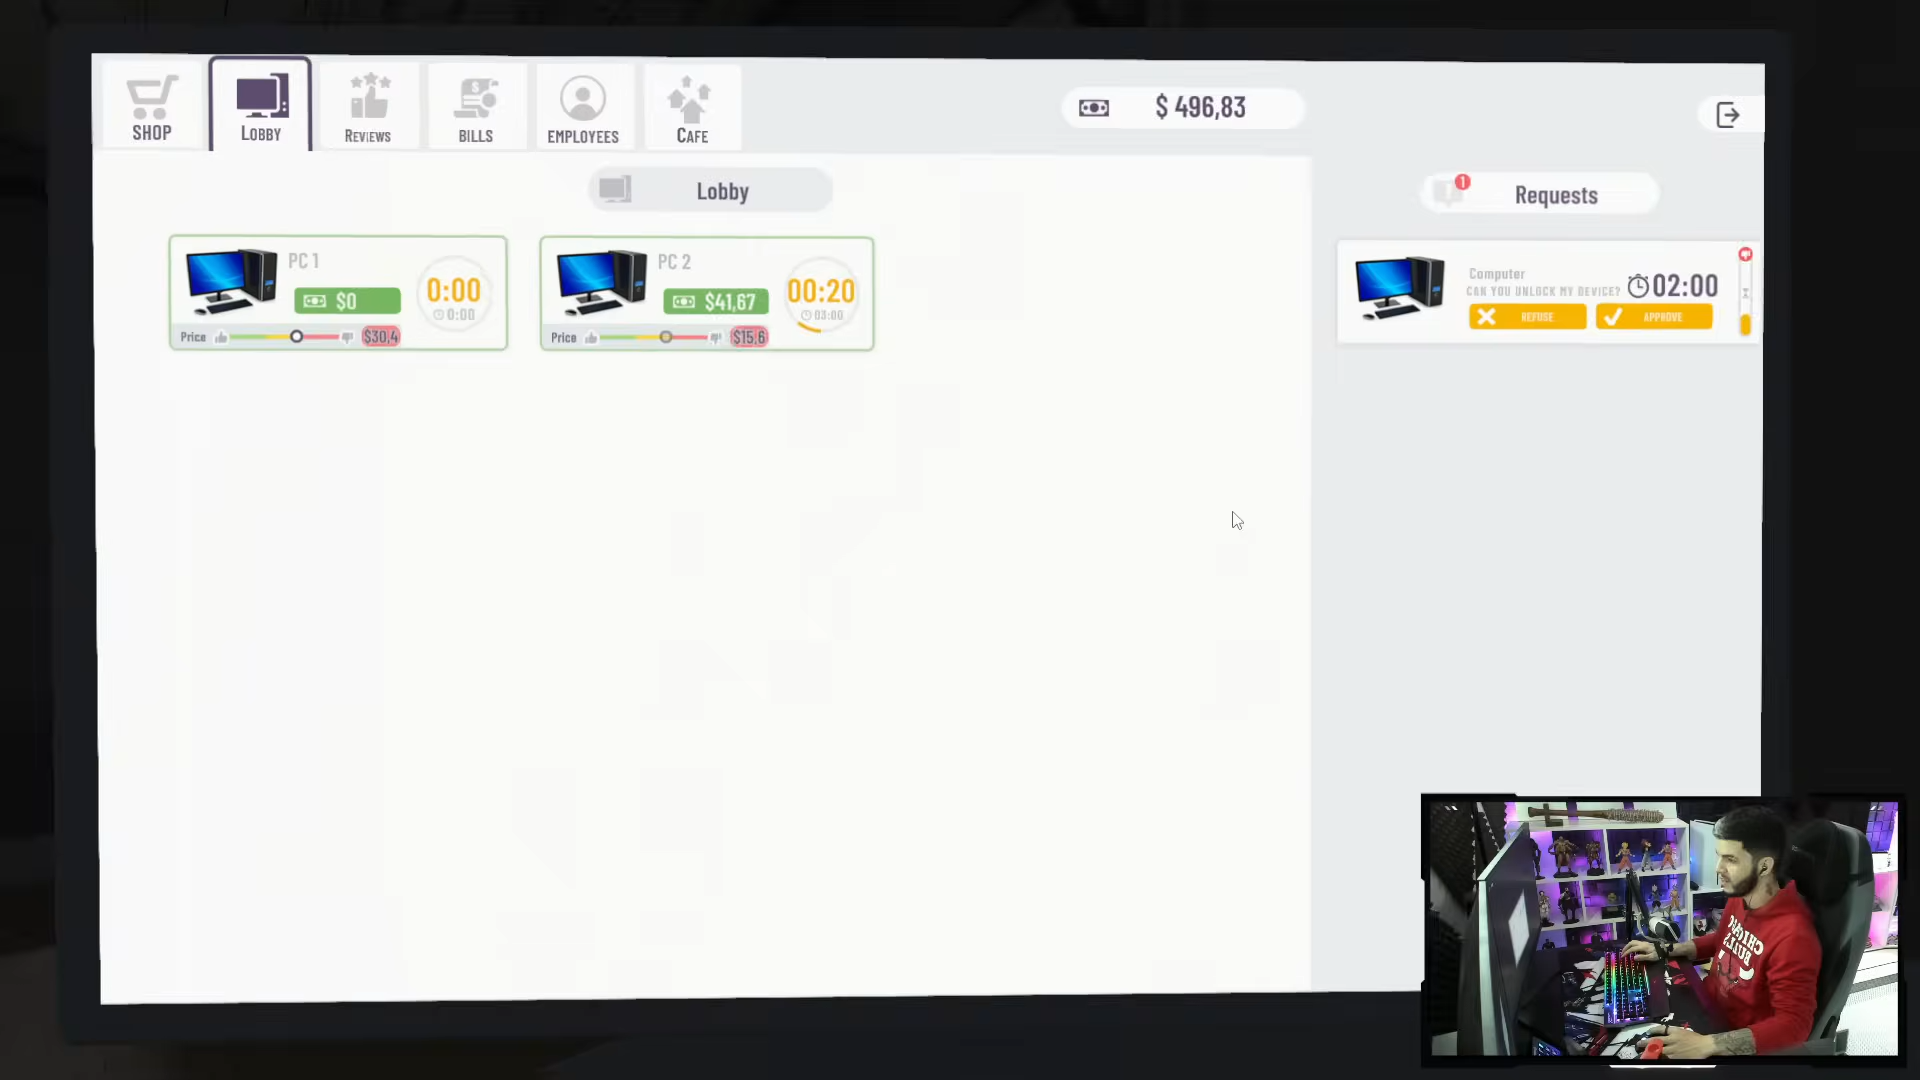 SHOP
LOBBY
REVIEWS
BILLS
EMPLOYEES
CAFE
$ 496,83
Lobby
1
Requests
PC 1
$0
0:00
0:00
Price
$30,4
PC 2
$41,67
00:20
03:00
Price
$15,6
Computer
CAN YOU UNLOCK MY DEVICE?
02:00
REFUSE
APPROVE
CHICAGO
BULLS